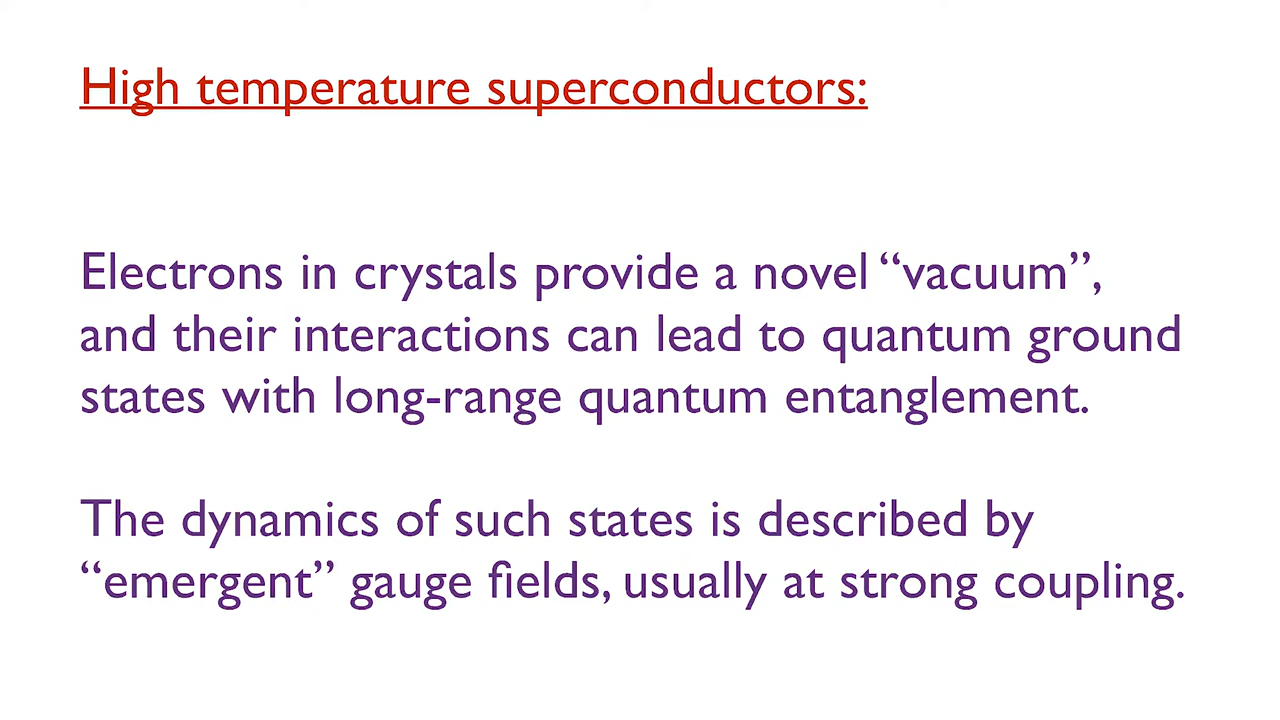 High temperature superconductors:
Electrons in crystals provide a novel “vacuum”,
and their interactions can lead to quantum ground
states with long-range quantum entanglement.
The dynamics of such states is described by
“emergent” gauge fields, usually at strong coupling.